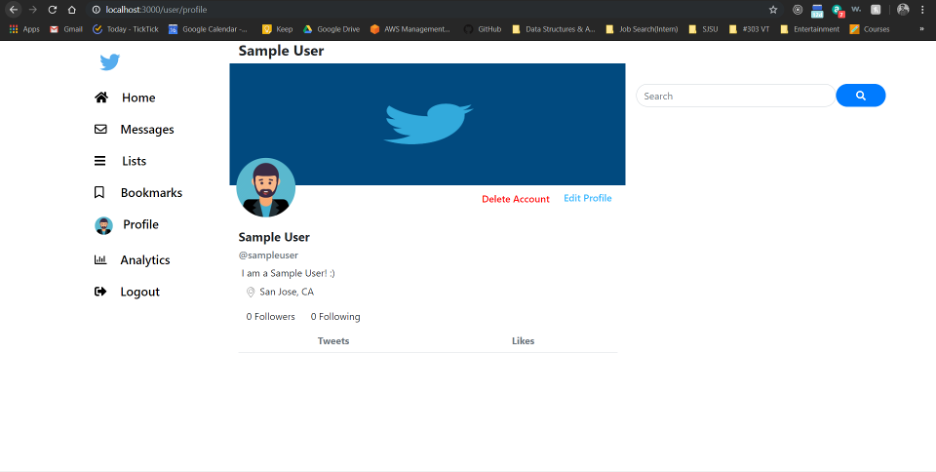 localhost:3000/user/profile
Apps Gmail Today - TickTick Google Calendar -... Keep Google Drive AWS Management... GitHub Data Structures & A... Job Search(Intern) SJSU #303 VT Entertainment Courses »
Sample User
Home
Search
Messages
Lists
Bookmarks
Delete Account Edit Profile
Profile
Sample User
@sampleuser
Analytics
I am a Sample User! :)
Logout
San Jose, CA
0 Followers 0 Following
Tweets Likes